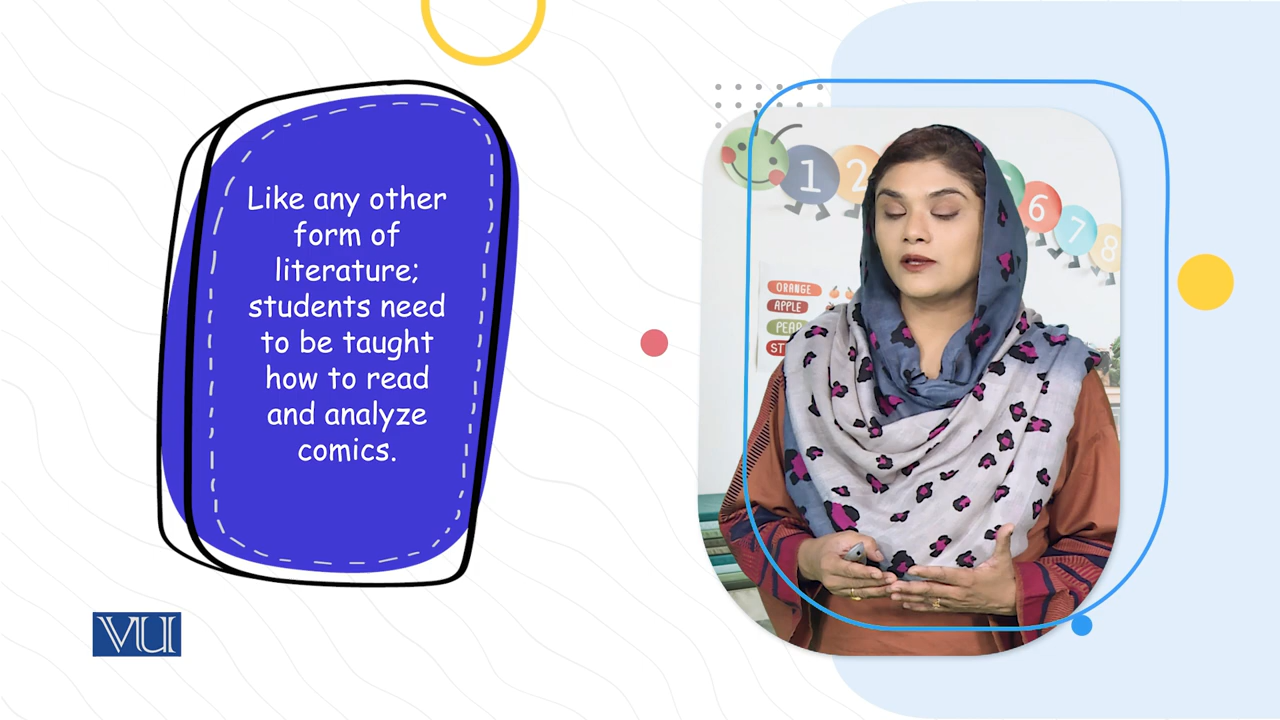 Like any other
form of
literature;
students need
to be taught
how to read
and analyze
comics.
VU
1
2
6
7
8
ORANGE
APPLE